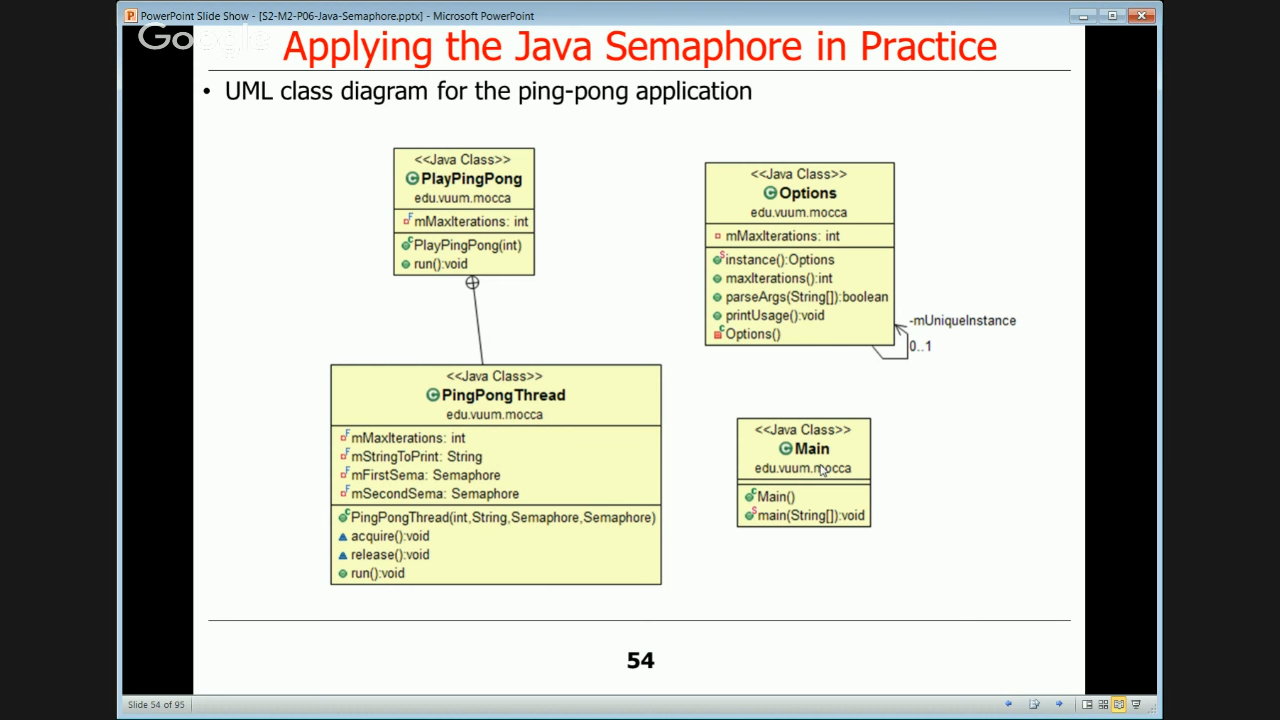 PowerPoint Slide Show - [S2-M2-P06-Java-Semaphore.pptx] - Microsoft PowerPoint
Google
Applying the Java Semaphore in Practice
• UML class diagram for the ping-pong application
<<Java Class>>
PlayPingPong
edu.vuum.mocca
mMaxIterations: int
PlayPingPong(int)
run():void
<<Java Class>>
Options
edu.vuum.mocca
mMaxIterations: int
instance():Options
maxIterations():int
parseArgs(String[]):boolean
printUsage():void
Options()
-mUniqueInstance
0..1
<<Java Class>>
PingPongThread
edu.vuum.mocca
mMaxIterations: int
mStringToPrint: String
mFirstSema: Semaphore
mSecondSema: Semaphore
PingPongThread(int,String,Semaphore,Semaphore)
acquire():void
release():void
run():void
<<Java Class>>
Main
edu.vuum.mocca
Main()
main(String[]):void
54
Slide 54 of 95